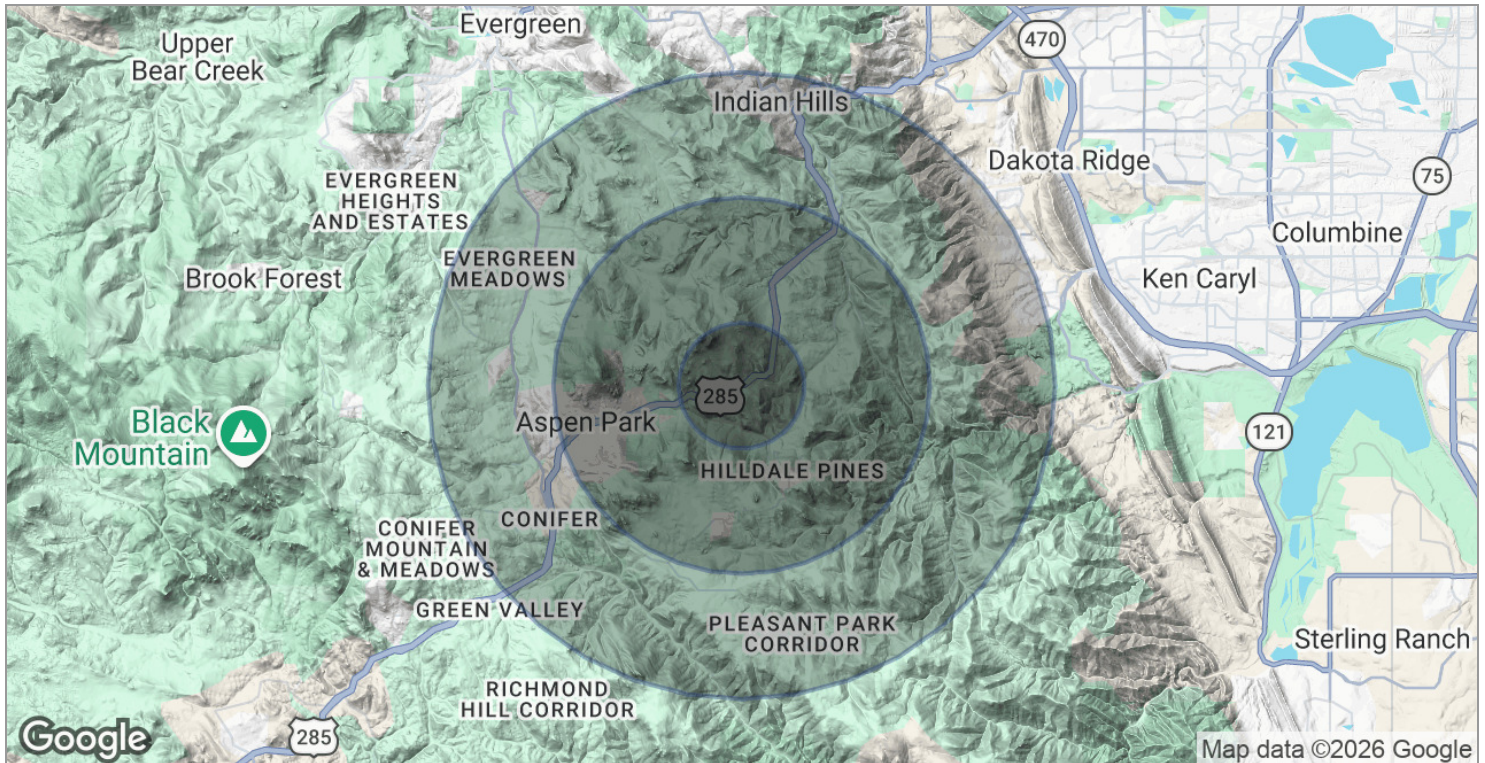 Evergreen
470
Upper
Bear Creek
Indian Hills
Dakota Ridge
75
EVERGREEN
HEIGHTS
AND ESTATES
Columbine
EVERGREEN
MEADOWS
Brook Forest
Ken Caryl
285
Black
Mountain
Aspen Park
121
HILLDALE PINES
CONIFER
CONIFER
MOUNTAIN
& MEADOWS
GREEN VALLEY
PLEASANT PARK
CORRIDOR
Sterling Ranch
RICHMOND
HILL CORRIDOR
285
Google
Map data ©2026 Google